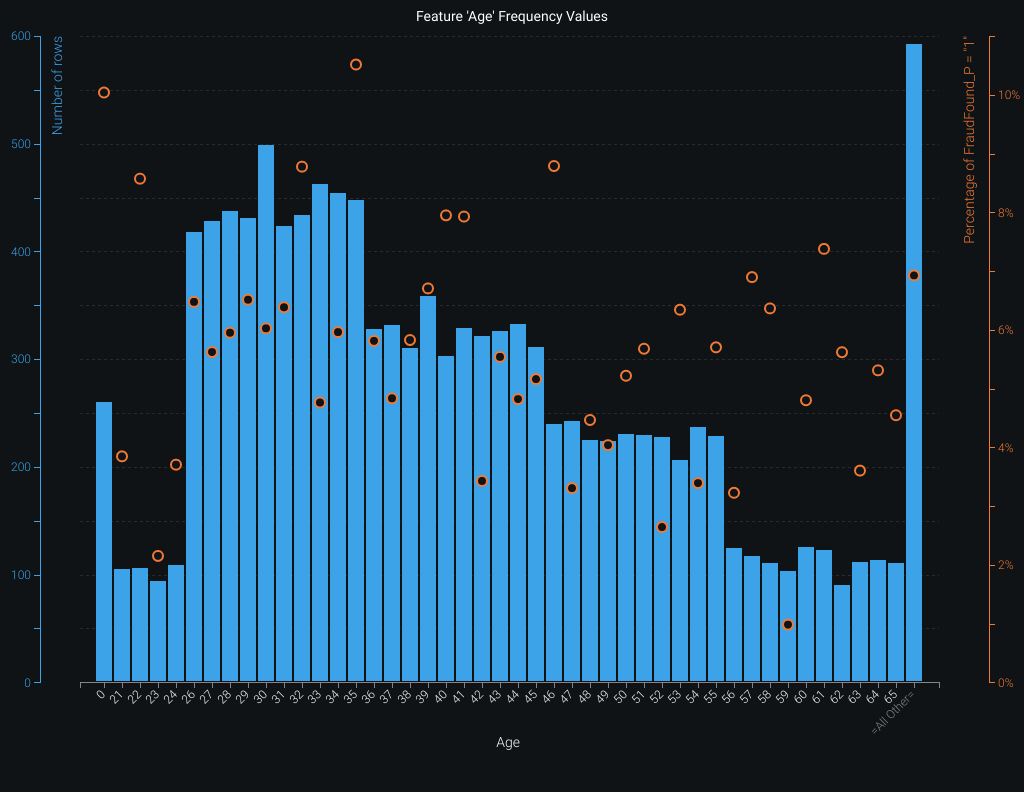 Feature 'Age' Frequency Values
Number of rows
600
500
400
300
200
100
0
Percentage of FraudFound_P = "1"
10%
8%
6%
4%
2%
0%
0 21 22 23 24 26 27 28 29 30 31 32 33 34 35 36 37 38 39 40 41 42 43 44 45 46 47 48 49 50 51 52 53 54 55 56 57 58 59 60 61 62 63 64 65 =All Other=
Age